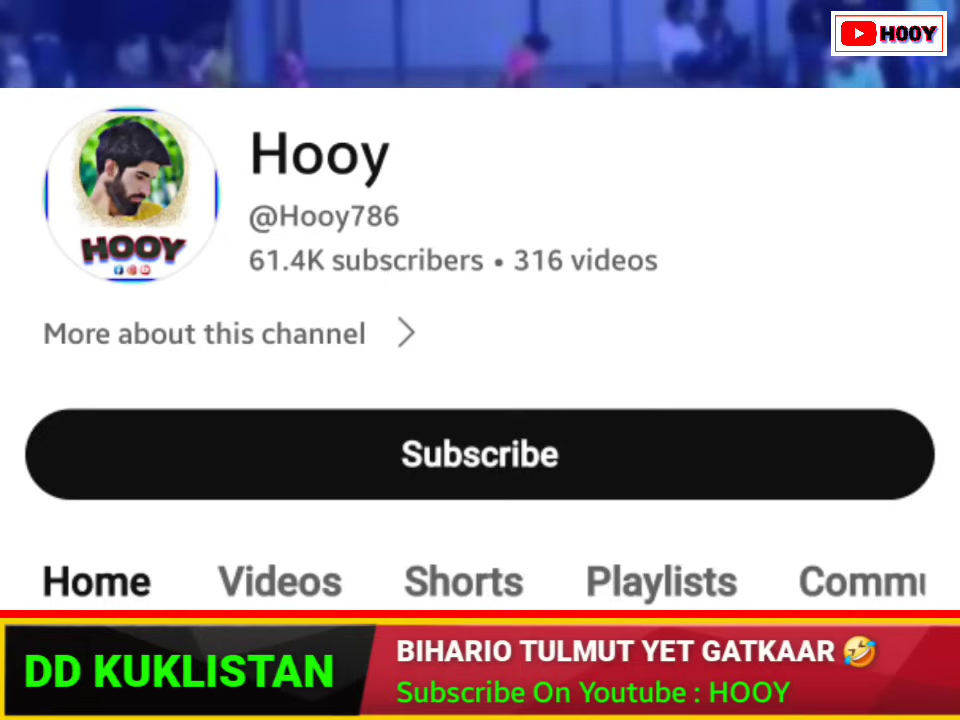 HOOY
Hooy
@Hooy786
HOOY
61.4K subscribers • 316 videos
More about this channel
Subscribe
Home Videos Shorts Playlists Commu
DD KUKLISTAN
BIHARIO TULMUT YET GATKAAR 🤣
Subscribe On Youtube : HOOY